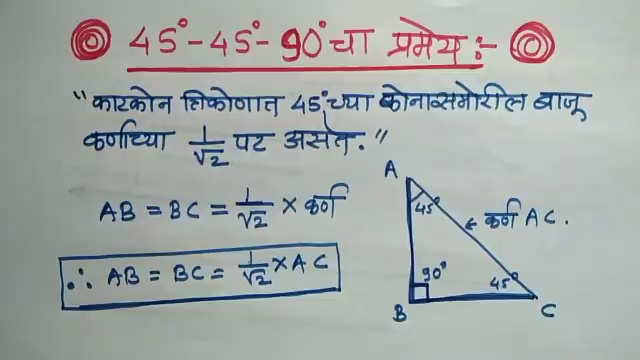 45°-45°-90° चा प्रमेय :-
"काटकोन त्रिकोणात 45° च्या कोनासमोरील बाजू
कर्णाच्या 1/√2 पट असते."
AB = BC = 1/√2 × कर्ण
∴ AB = BC = 1/√2 × AC
A
45°
कर्ण AC.
90°
45°
B
C